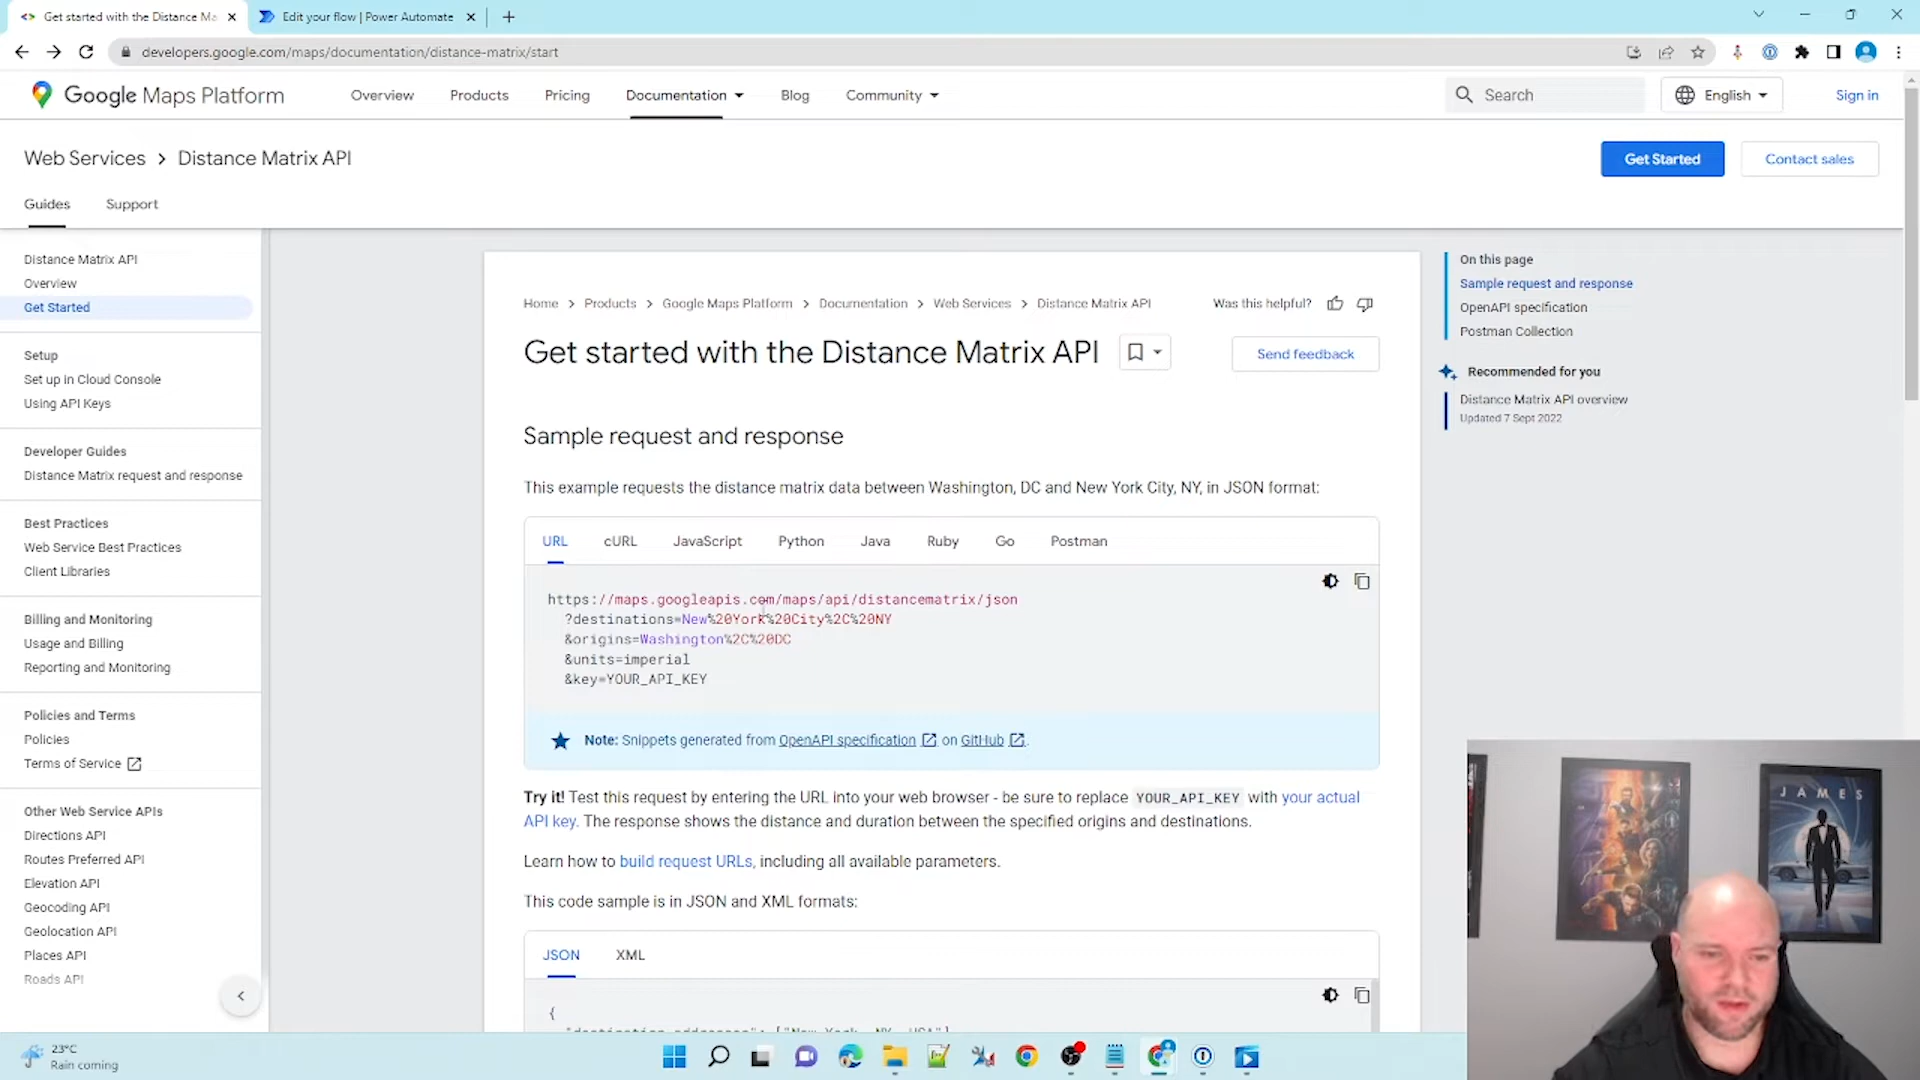 Get started with the Distance Ma
Edit your flow | Power Automate
developers.google.com/maps/documentation/distance-matrix/start
Google Maps Platform
Overview
Products
Pricing
Documentation
Blog
Community
Search
English
Sign in
Web Services
Distance Matrix API
Get Started
Contact sales
Guides
Support
Distance Matrix API
Overview
Get Started
Setup
Set up in Cloud Console
Using API Keys
Developer Guides
Distance Matrix request and response
Best Practices
Web Service Best Practices
Client Libraries
Billing and Monitoring
Usage and Billing
Reporting and Monitoring
Policies and Terms
Policies
Terms of Service
Other Web Service APIs
Directions API
Routes Preferred API
Elevation API
Geocoding API
Geolocation API
Places API
Roads API
Home > Products > Google Maps Platform > Documentation > Web Services > Distance Matrix API
Was this helpful?
Get started with the Distance Matrix API
Send feedback
Sample request and response
This example requests the distance matrix data between Washington, DC and New York City, NY, in JSON format:
URL cURL JavaScript Python Java Ruby Go Postman
https://maps.googleapis.com/maps/api/distancematrix/json
?destinations=New%20York%20City%2C%20NY
&origins=Washington%2C%20DC
&units=imperial
&key=YOUR_API_KEY
Note: Snippets generated from OpenAPI specification on GitHub.
Try it! Test this request by entering the URL into your web browser - be sure to replace YOUR_API_KEY with your actual
API key. The response shows the distance and duration between the specified origins and destinations.
Learn how to build request URLs, including all available parameters.
This code sample is in JSON and XML formats:
JSON XML
{
"destination_addresses": ["New York, NY, USA"],
On this page
Sample request and response
OpenAPI specification
Postman Collection
Recommended for you
Distance Matrix API overview
Updated 7 Sept 2022
JAMES
23°C
Rain coming